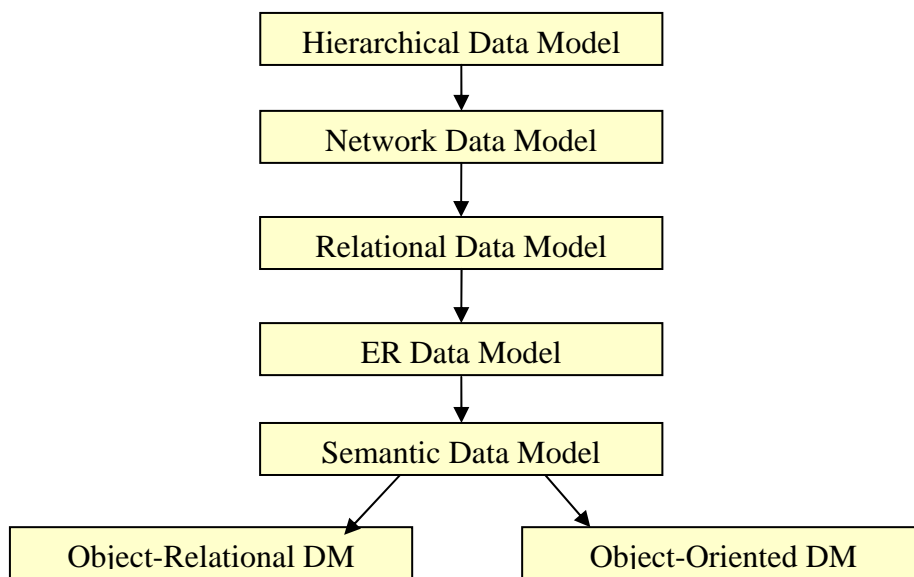 Hierarchical Data Model
Network Data Model
Relational Data Model
ER Data Model
Semantic Data Model
Object-Relational DM
Object-Oriented DM